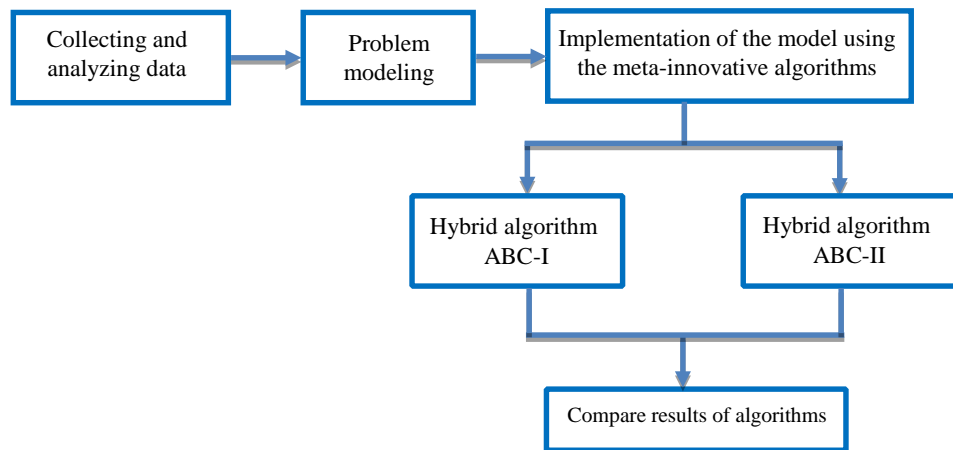 Collecting and
analyzing data
Problem
modeling
Implementation of the model using
the meta-innovative algorithms
Hybrid algorithm
ABC-I
Hybrid algorithm
ABC-II
Compare results of algorithms